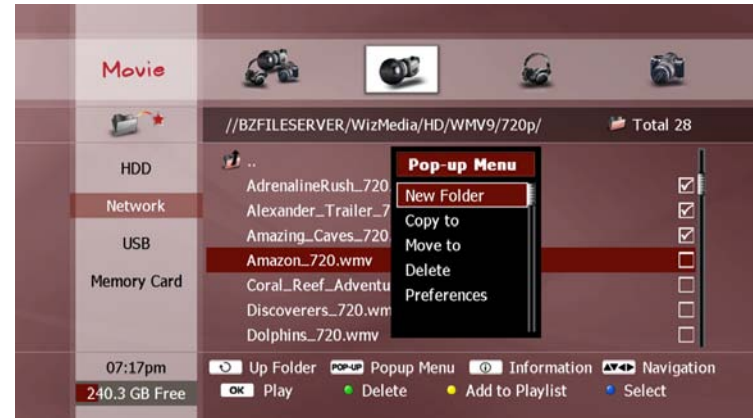 Movie
//BZFILESERVER/WizMedia/HD/WMV9/720p/ Total 28
HDD
Network
USB
Memory Card
..
AdrenalineRush_720
Alexander_Trailer_7
Amazing_Caves_720
Amazon_720.wmv
Coral_Reef_Adventu
Discoverers_720.wm
Dolphins_720.wmv
Pop-up Menu
New Folder
Copy to
Move to
Delete
Preferences
07:17pm
240.3 GB Free
Up Folder POP-UP Popup Menu Information Navigation
OK Play Delete Add to Playlist Select